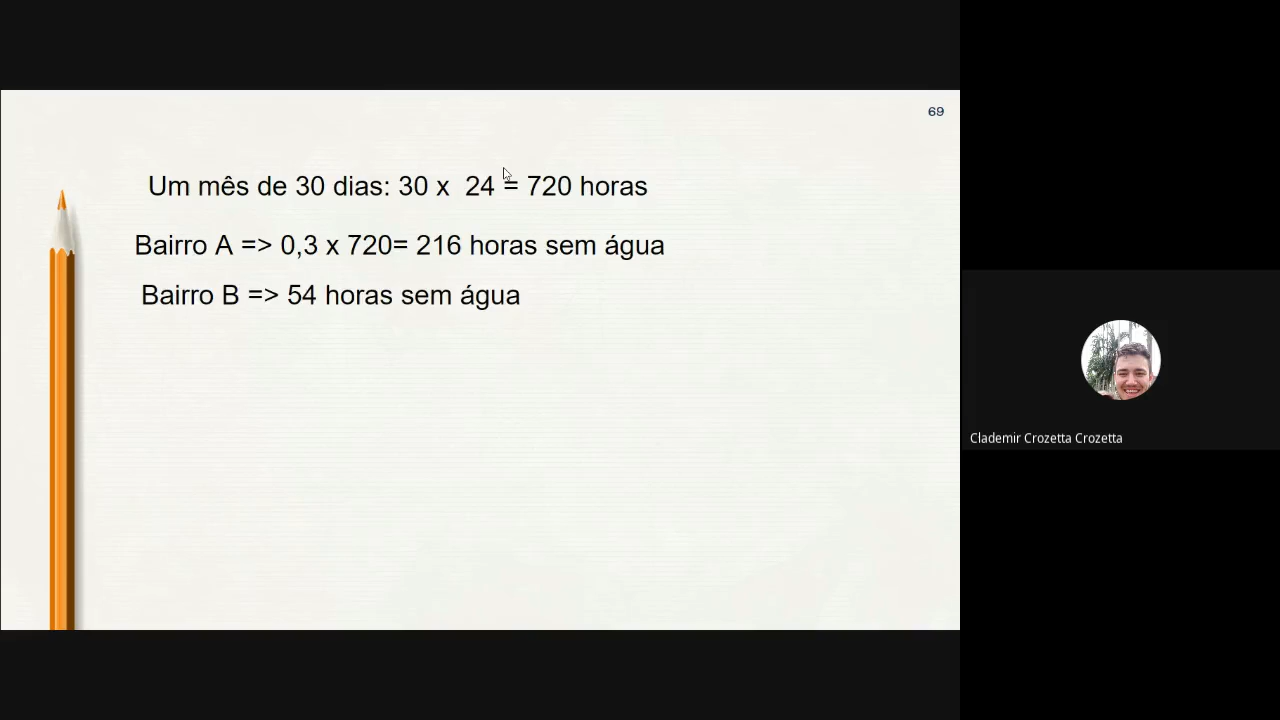 69
Um mês de 30 dias: 30 x  24 = 720 horas
Bairro A => 0,3 x 720= 216 horas sem água
Bairro B => 54 horas sem água
Clademir Crozetta Crozetta